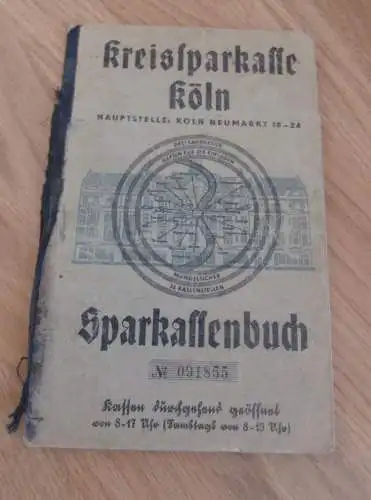 Kreissparkasse
Köln
HAUPTSTELLE: KÖLN NEUMARKT 18-24
MÜNDELSICHER
Sparkassenbuch
№ 091855
Kassen durchgehend geöffnet
von 8-17 Uhr (Samstags von 8-13 Uhr)